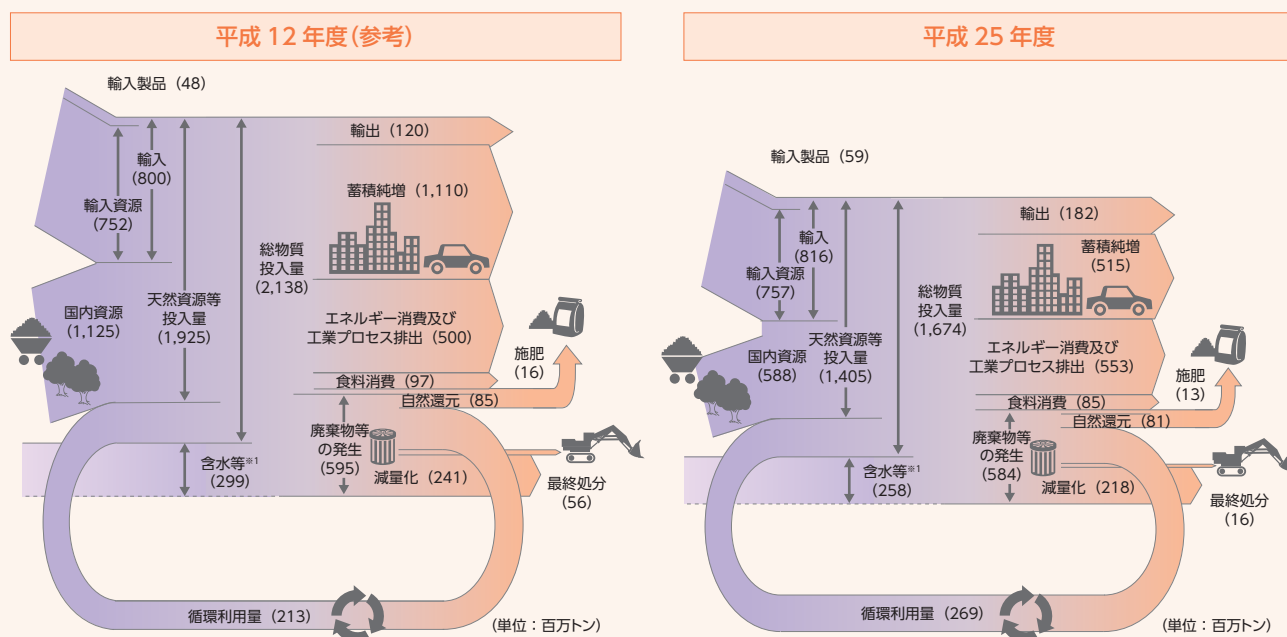 平成 12 年度(参考)
輸入製品（48）
輸出（120）
輸入
(800)
輸入資源
(752)
蓄積純増（1,110）
総物質
投入量
(2,138)
国内資源
(1,125)
天然資源等
投入量
(1,925)
エネルギー消費及び
工業プロセス排出（500）
施肥
(16)
食料消費（97）
自然還元（85）
廃棄物等
の発生
(595)
含水等※1
(299)
減量化（241）
最終処分
(56)
循環利用量（213）
(単位：百万トン)
平成 25 年度
輸入製品（59）
輸出（182）
輸入
(816)
輸入資源
(757)
蓄積純増
(515)
総物質
投入量
(1,674)
国内資源
(588)
天然資源等
投入量
(1,405)
エネルギー消費及び
工業プロセス排出（553）
施肥
(13)
食料消費（85）
自然還元（81）
廃棄物等
の発生
(584)
含水等※1
(258)
減量化（218）
最終処分
(16)
循環利用量（269）
(単位：百万トン)